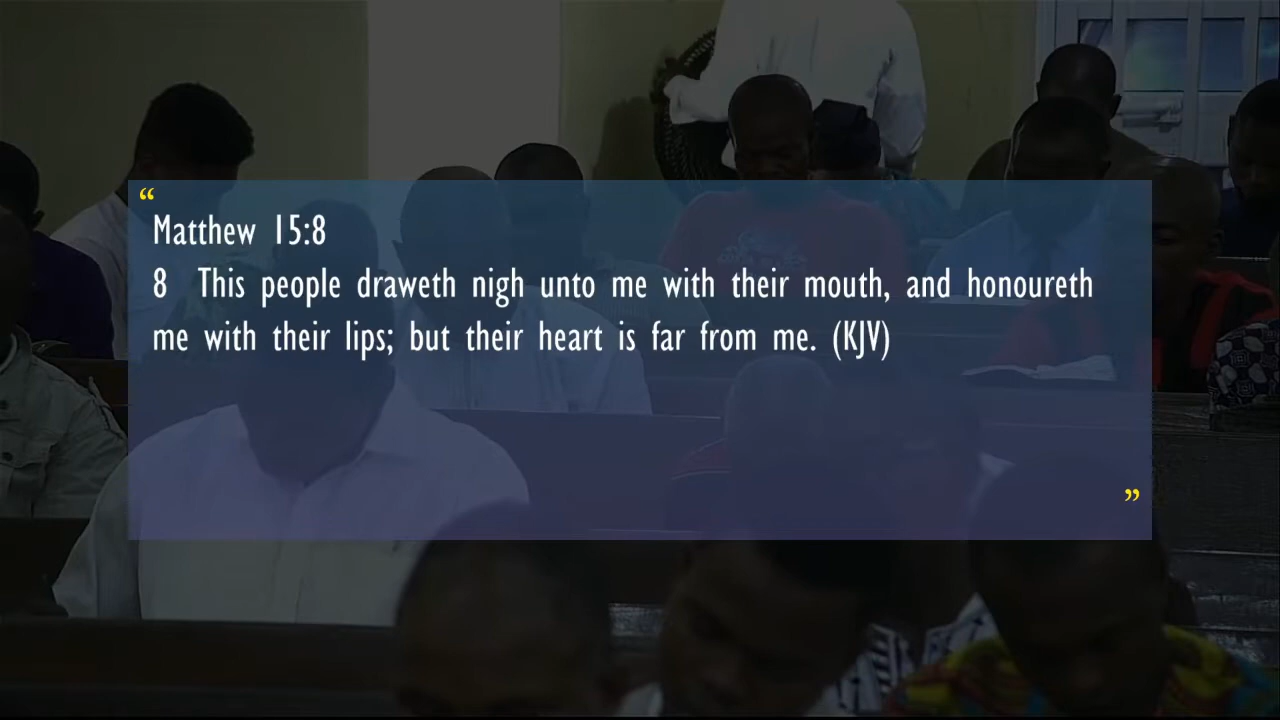 “
Matthew 15:8
8 This people draweth nigh unto me with their mouth, and honoureth
me with their lips; but their heart is far from me. (KJV)
”